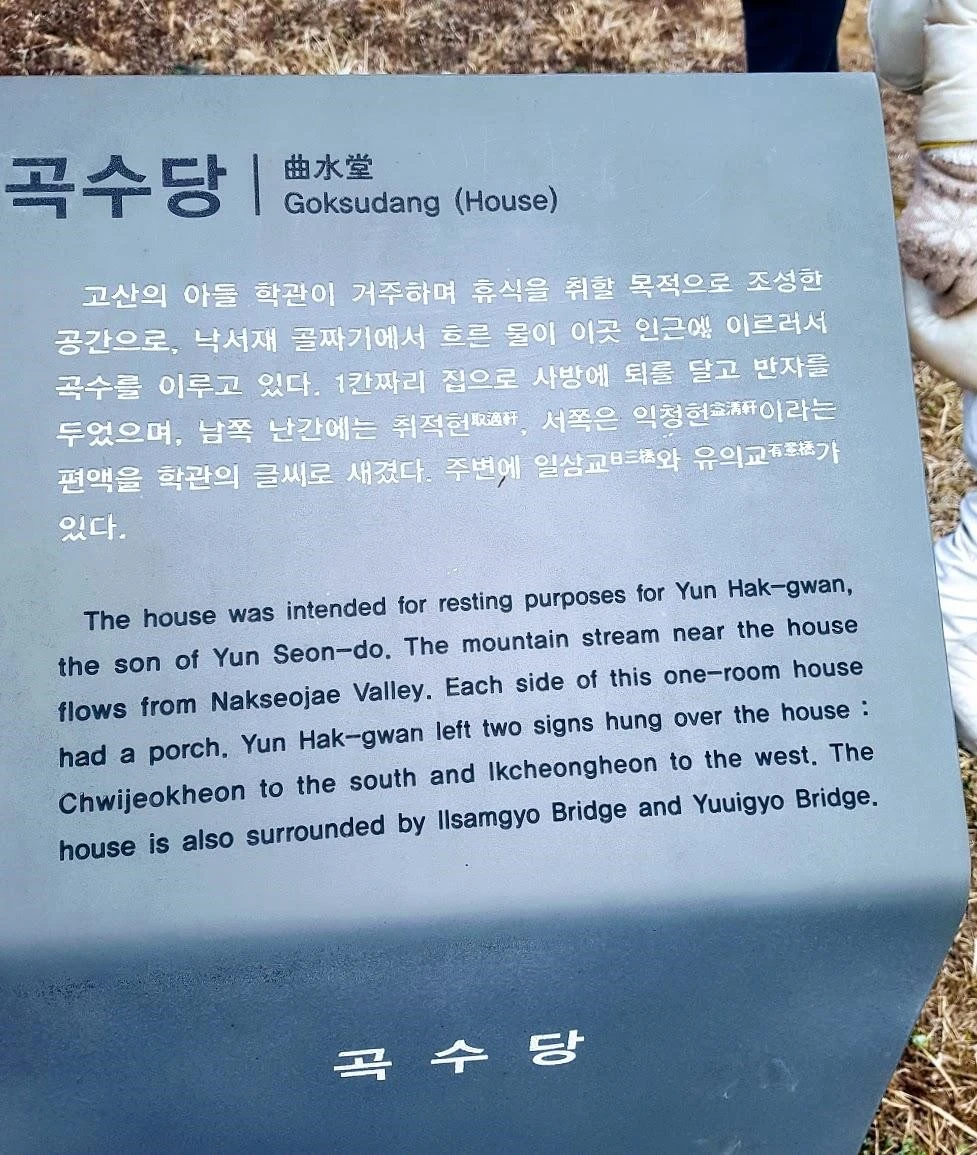 곡수당
曲水堂
Goksudang (House)
고산의 아들 학관이 거주하며 휴식을 취할 목적으로 조성한
공간으로, 낙서재 골짜기에서 흐른 물이 이곳 인근에 이르러서
곡수를 이루고 있다. 1칸짜리 집으로 사방에 퇴를 달고 반자를
두었으며, 남쪽 난간에는 취적헌取適軒, 서쪽은 익청헌益淸軒이라는
편액을 학관의 글씨로 새겼다. 주변에 일삼교日三橋와 유의교有意橋가
있다.
The house was intended for resting purposes for Yun Hak-gwan,
the son of Yun Seon-do. The mountain stream near the house
flows from Nakseojae Valley. Each side of this one-room house
had a porch. Yun Hak-gwan left two signs hung over the house :
Chwijeokheon to the south and Ikcheongheon to the west. The
house is also surrounded by Ilsamgyo Bridge and Yuuigyo Bridge.
곡 수 당